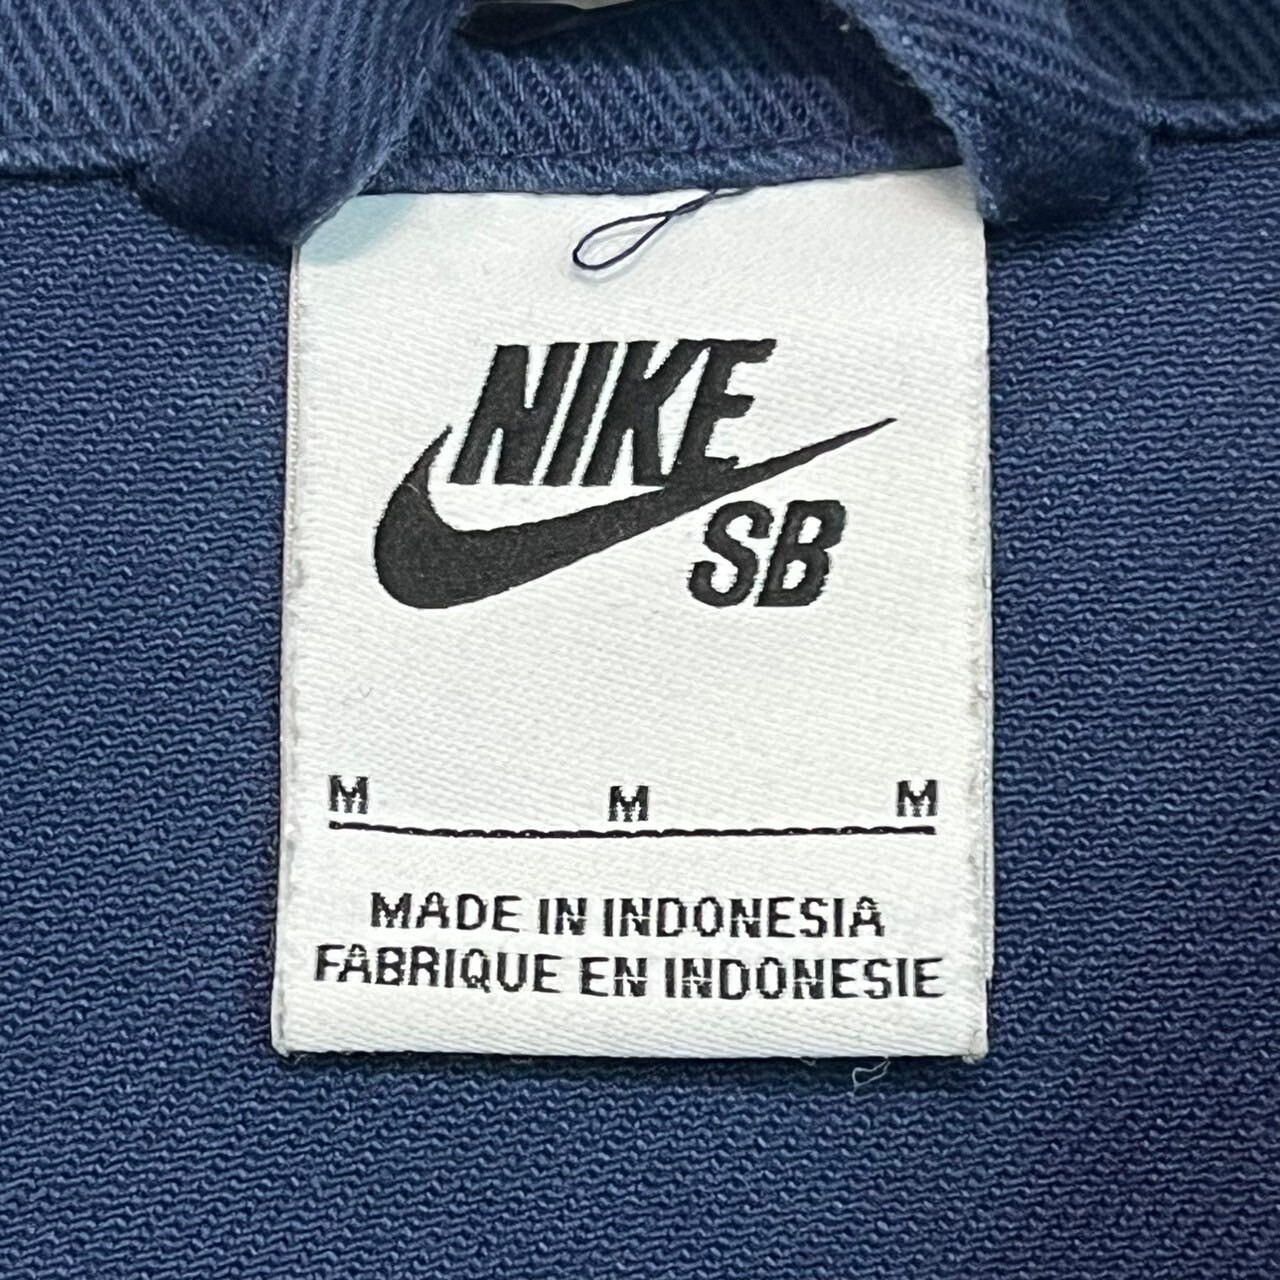 NIKE
SB
M M M
MADE IN INDONESIA
FABRIQUE EN INDONESIE